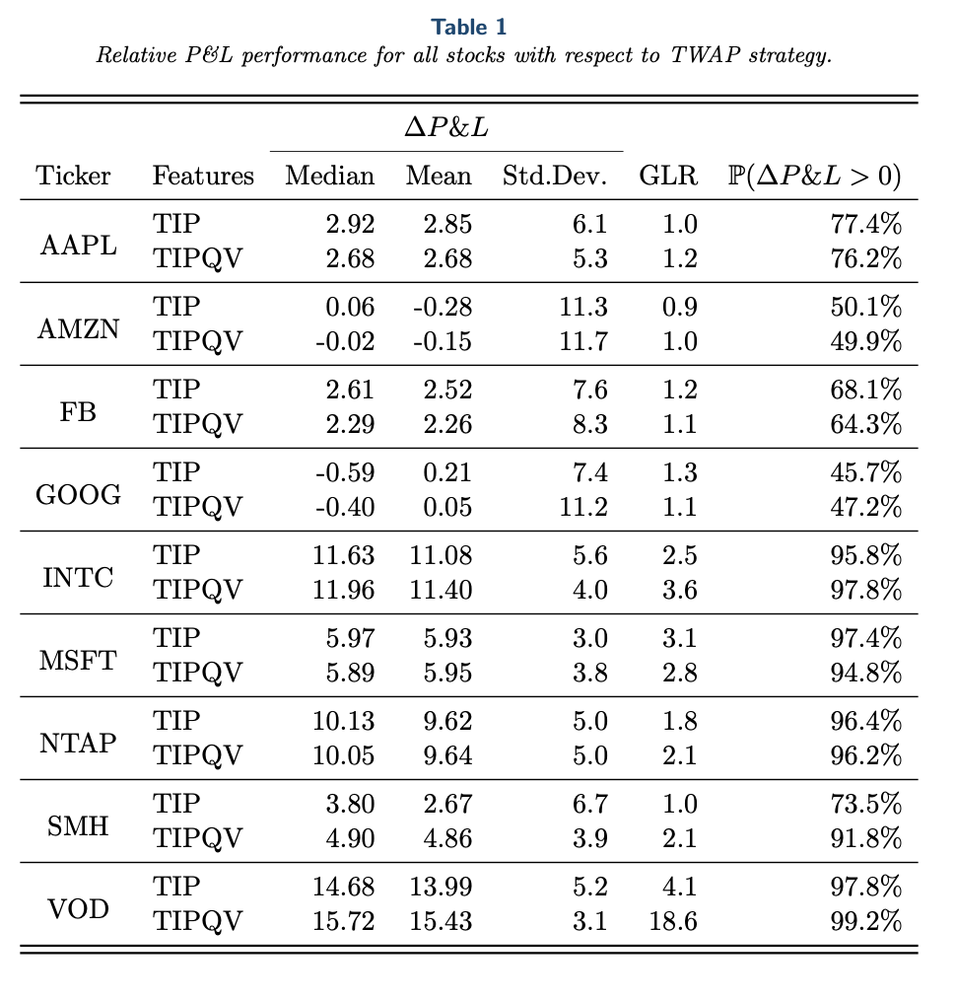 Table 1
Relative P&L performance for all stocks with respect to TWAP strategy.
ΔP&L
Ticker Features Median Mean Std.Dev. GLR ℙ(ΔP&L > 0)
AAPL
TIP 2.92 2.85 6.1 1.0 77.4%
TIPQV 2.68 2.68 5.3 1.2 76.2%
AMZN
TIP 0.06 -0.28 11.3 0.9 50.1%
TIPQV -0.02 -0.15 11.7 1.0 49.9%
FB
TIP 2.61 2.52 7.6 1.2 68.1%
TIPQV 2.29 2.26 8.3 1.1 64.3%
GOOG
TIP -0.59 0.21 7.4 1.3 45.7%
TIPQV -0.40 0.05 11.2 1.1 47.2%
INTC
TIP 11.63 11.08 5.6 2.5 95.8%
TIPQV 11.96 11.40 4.0 3.6 97.8%
MSFT
TIP 5.97 5.93 3.0 3.1 97.4%
TIPQV 5.89 5.95 3.8 2.8 94.8%
NTAP
TIP 10.13 9.62 5.0 1.8 96.4%
TIPQV 10.05 9.64 5.0 2.1 96.2%
SMH
TIP 3.80 2.67 6.7 1.0 73.5%
TIPQV 4.90 4.86 3.9 2.1 91.8%
VOD
TIP 14.68 13.99 5.2 4.1 97.8%
TIPQV 15.72 15.43 3.1 18.6 99.2%